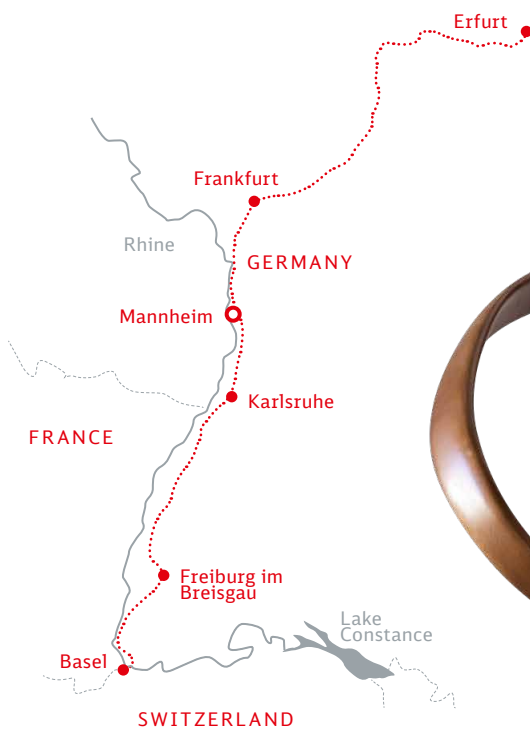 Erfurt
Frankfurt
Rhine
GERMANY
Mannheim
Karlsruhe
FRANCE
Freiburg im
Breisgau
Lake
Constance
Basel
SWITZERLAND